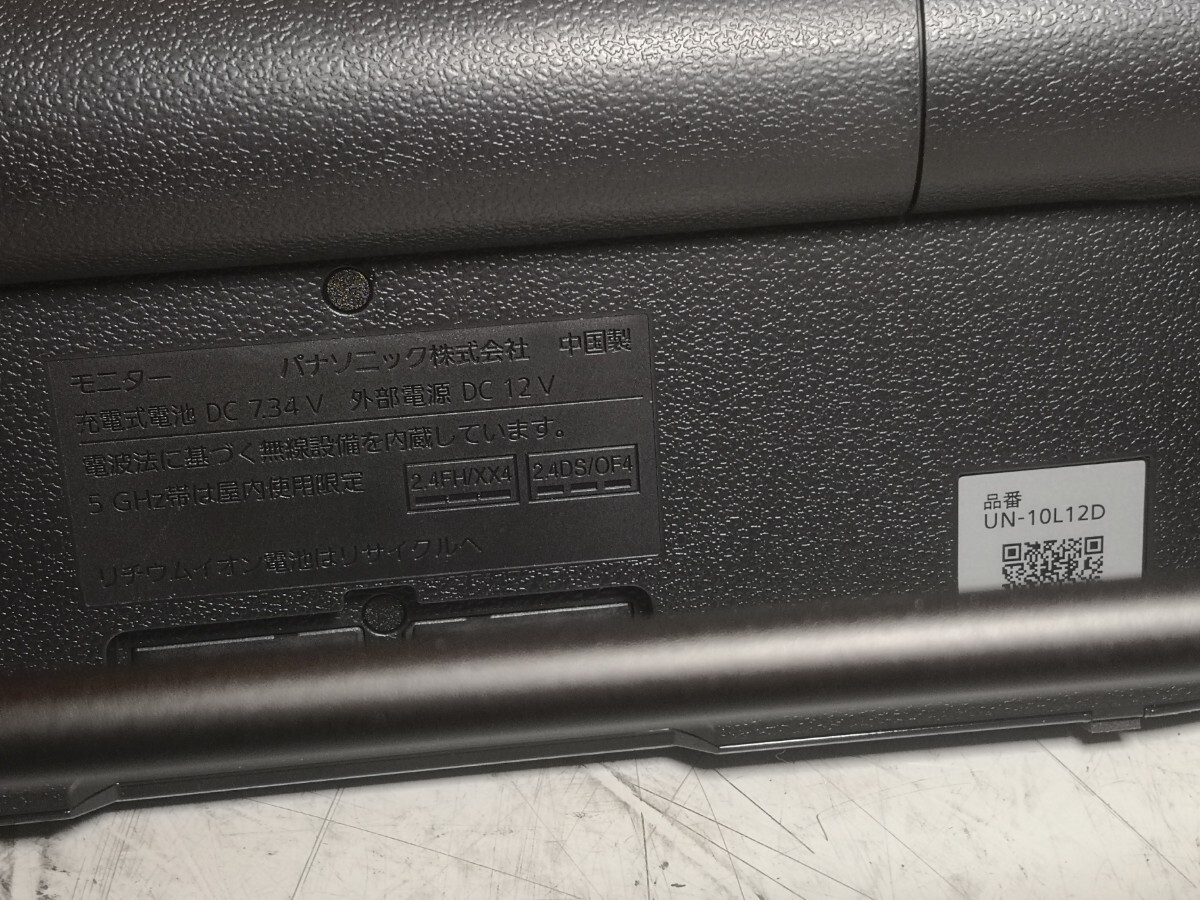 モニター パナソニック株式会社 中国製
充電式電池 DC 7.34 V 外部電源 DC 12 V
電波法に基づく無線設備を内蔵しています。
5 GHz帯は屋内使用限定 2.4FH/XX4 2.4DS/OF4
リチウムイオン電池はリサイクルへ
品番
UN-10L12D